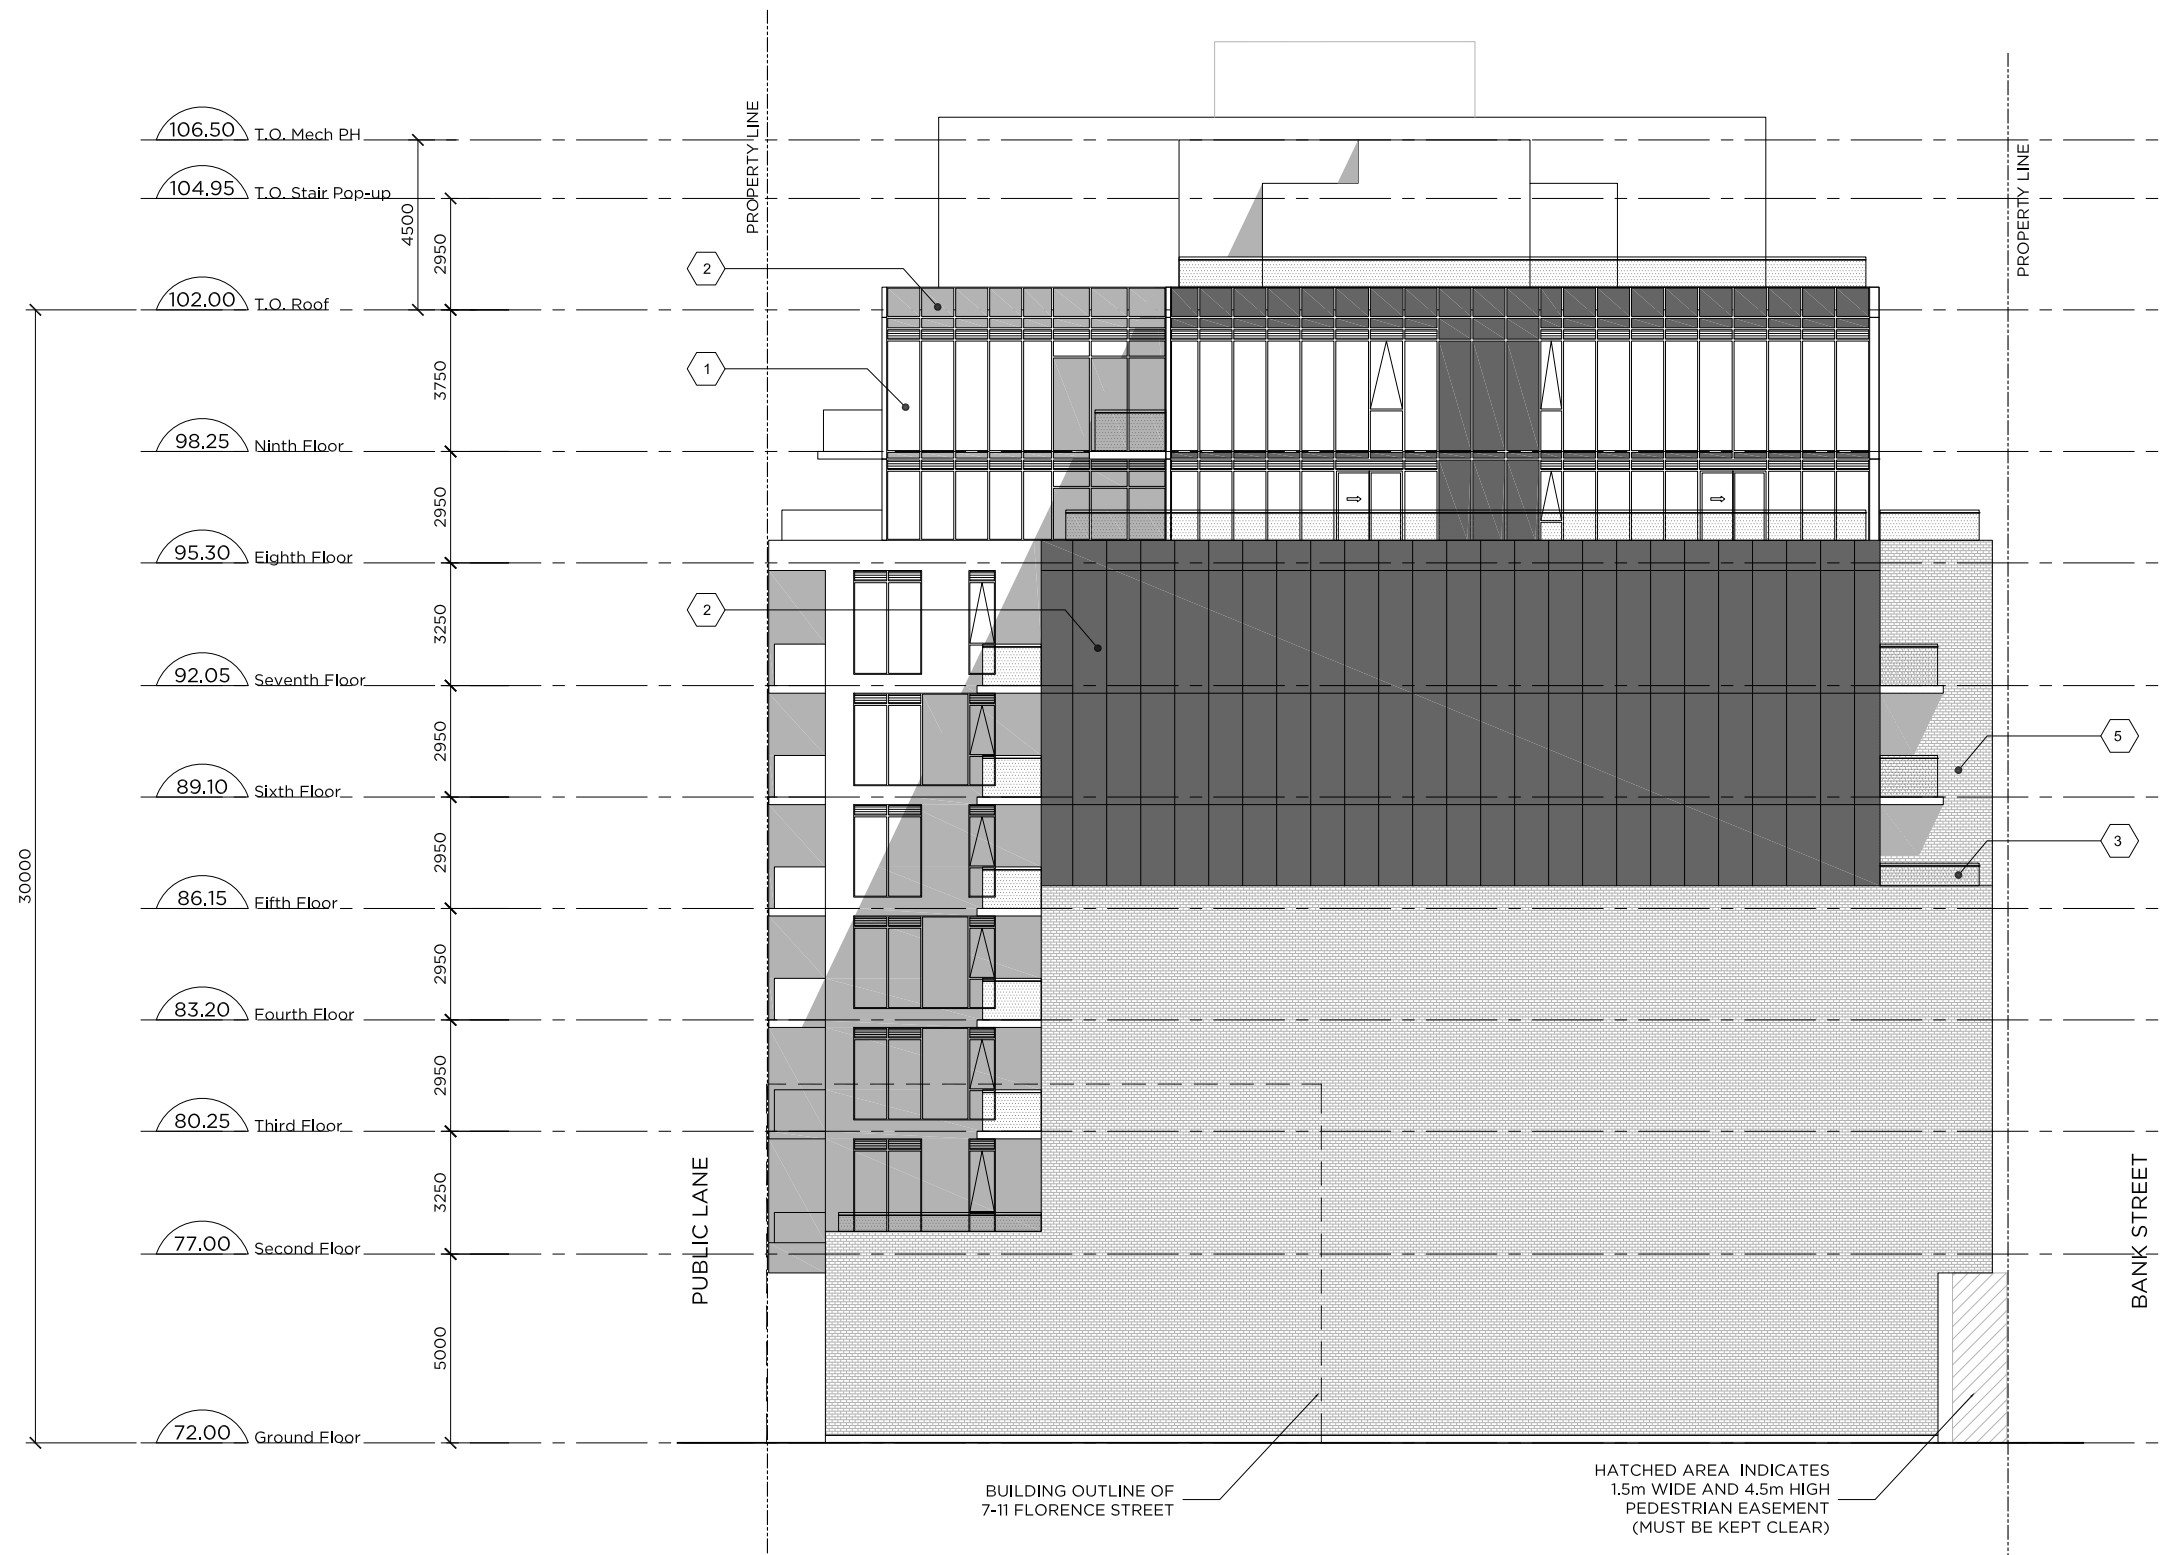 106.50 T.O. Mech PH
104.95 T.O. Stair Pop-up
102.00 T.O. Roof
98.25 Ninth Floor
95.30 Eighth Floor
92.05 Seventh Floor
89.10 Sixth Floor
86.15 Fifth Floor
83.20 Fourth Floor
80.25 Third Floor
77.00 Second Floor
72.00 Ground Floor
30000
4500
2950
3750
2950
3250
2950
2950
2950
2950
3250
5000
PROPERTY LINE
PROPERTY LINE
2
1
2
5
3
PUBLIC LANE
BANK STREET
BUILDING OUTLINE OF
7-11 FLORENCE STREET
HATCHED AREA INDICATES
1.5m WIDE AND 4.5m HIGH
PEDESTRIAN EASEMENT
(MUST BE KEPT CLEAR)